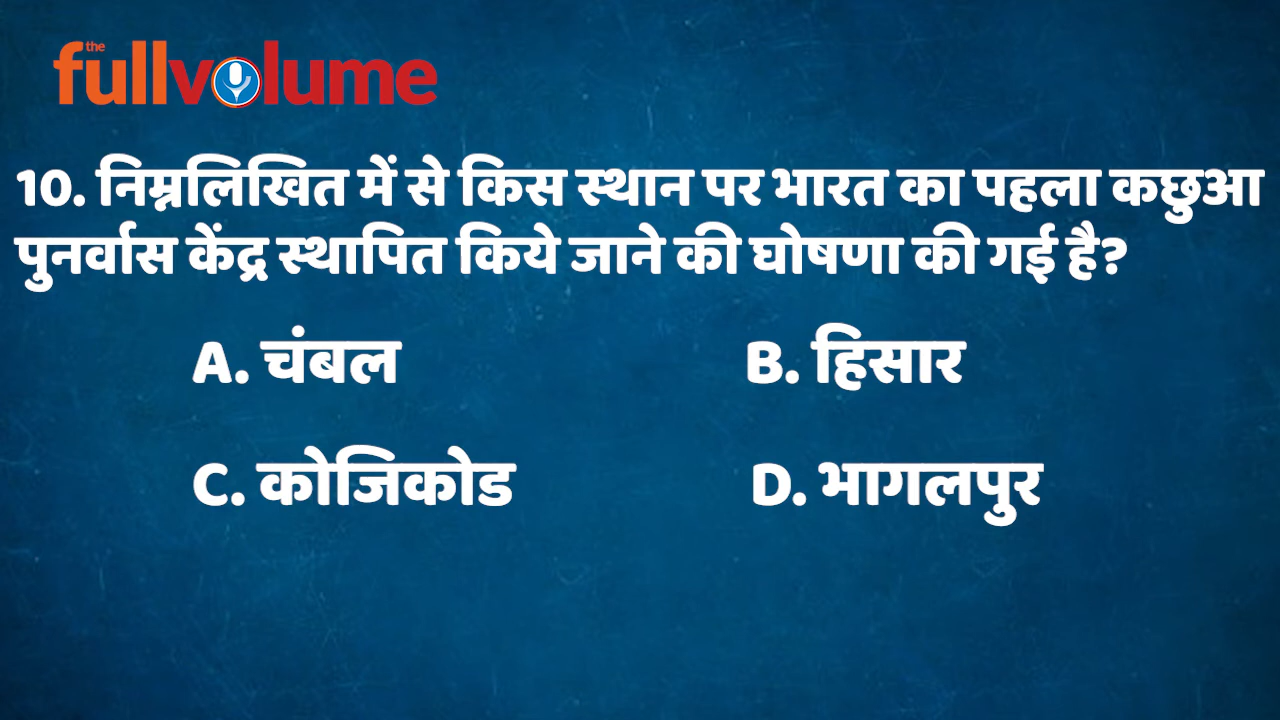 the
fullvolume
10. निम्नलिखित में से किस स्थान पर भारत का पहला कछुआ
पुनर्वास केंद्र स्थापित किये जाने की घोषणा की गई है?
A. चंबल
B. हिसार
C. कोजिकोड
D. भागलपुर